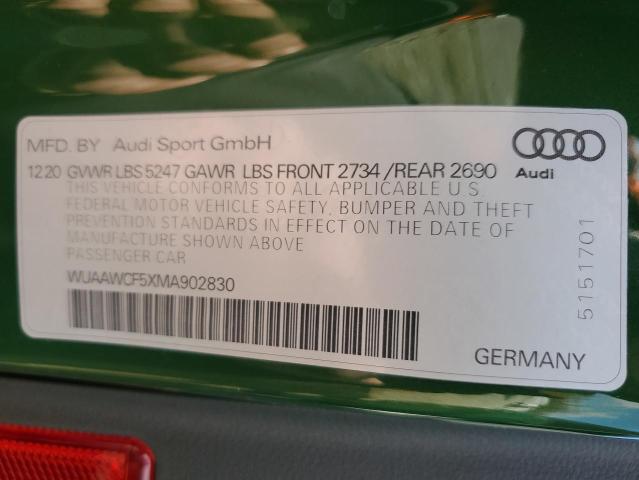 MFD. BY Audi Sport GmbH
12.20 GVWR LBS 5247 GAWR LBS FRONT 2734 /REAR 2690
Audi
THIS VEHICLE CONFORMS TO ALL APPLICABLE U.S.
FEDERAL MOTOR VEHICLE SAFETY, BUMPER AND THEFT
PREVENTION STANDARDS IN EFFECT ON THE DATE OF
MANUFACTURE SHOWN ABOVE
PASSENGER CAR
WUAAWCF5XMA902830
5151701
GERMANY